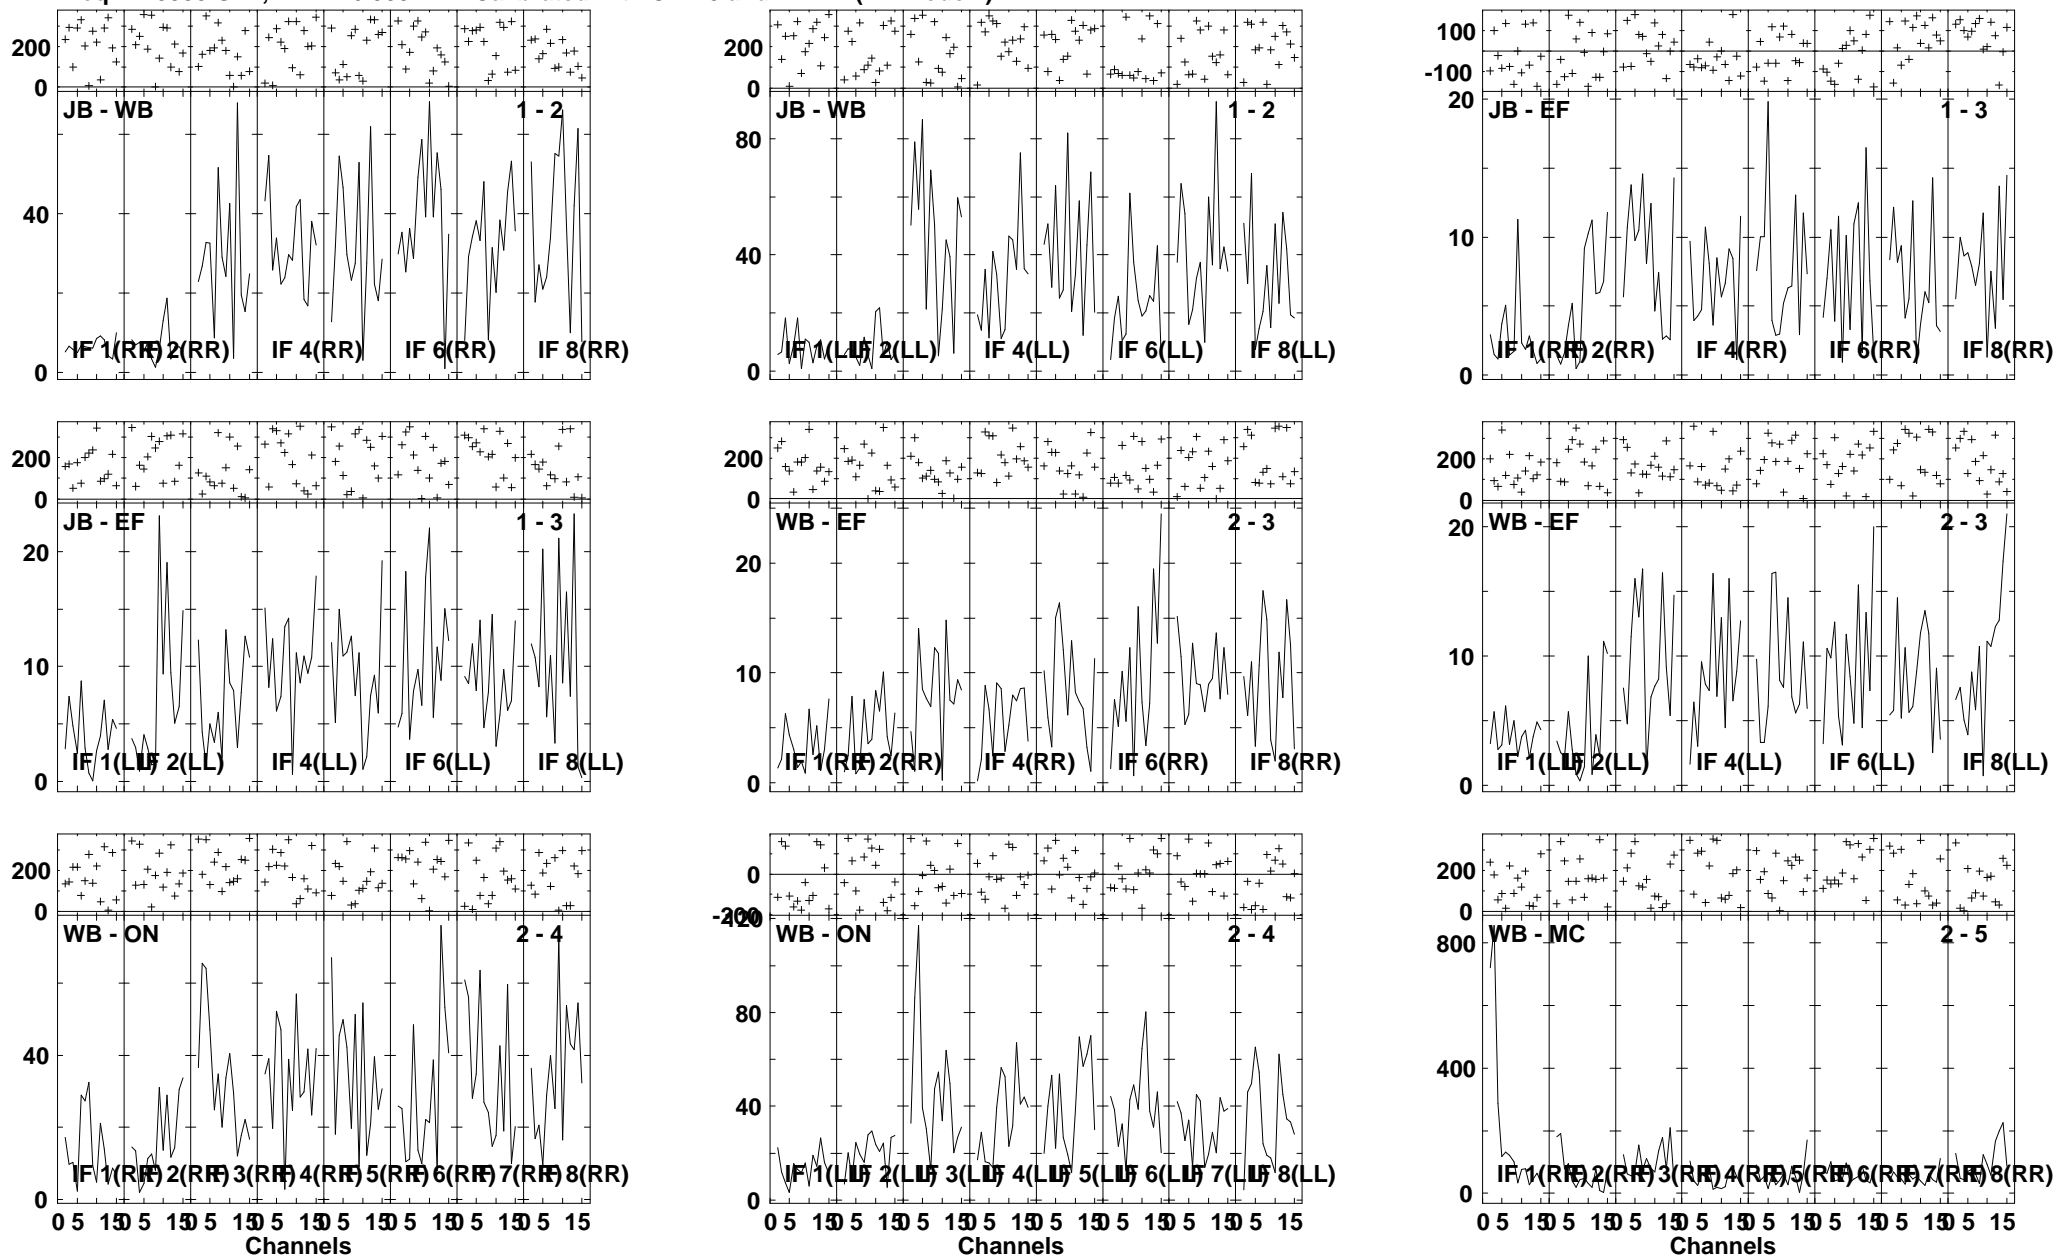 200
0
JB - WB
1 - 2
40
0
IF 1(RR)
IF 2(RR)
IF 4(RR)
IF 6(RR)
IF 8(RR)
200
0
JB - WB
1 - 2
80
40
0
IF 1(LL)
IF 2(LL)
IF 4(LL)
IF 6(LL)
IF 8(LL)
100
-100
20
JB - EF
1 - 3
10
0
IF 1(RR)
IF 2(RR)
IF 4(RR)
IF 6(RR)
IF 8(RR)
200
0
JB - EF
1 - 3
20
10
0
IF 1(LL)
IF 2(LL)
IF 4(LL)
IF 6(LL)
IF 8(LL)
200
0
WB - EF
2 - 3
20
10
0
IF 1(RR)
IF 2(RR)
IF 4(RR)
IF 6(RR)
IF 8(RR)
200
0
WB - EF
2 - 3
20
10
0
IF 1(LL)
IF 2(LL)
IF 4(LL)
IF 6(LL)
IF 8(LL)
200
0
WB - ON
2 - 4
40
0
IF 1(RR)
IF 2(RR)
IF 3(RR)
IF 4(RR)
IF 5(RR)
IF 6(RR)
IF 7(RR)
IF 8(RR)
0 5 15 0 5 15 0 5 15 0 5 15 0 5 15 0 5 15 0 5 15 0 5 15
Channels
0
-200
120
WB - ON
2 - 4
80
40
0
IF 1(LL)
IF 2(LL)
IF 3(LL)
IF 4(LL)
IF 5(LL)
IF 6(LL)
IF 7(LL)
IF 8(LL)
0 5 15 0 5 15 0 5 15 0 5 15 0 5 15 0 5 15 0 5 15 0 5 15
Channels
200
0
WB - MC
2 - 5
800
400
0
IF 1(RR)
IF 2(RR)
IF 3(RR)
IF 4(RR)
IF 5(RR)
IF 6(RR)
IF 7(RR)
IF 8(RR)
0 5 15 0 5 15 0 5 15 0 5 15 0 5 15 0 5 15 0 5 15 0 5 15
Channels